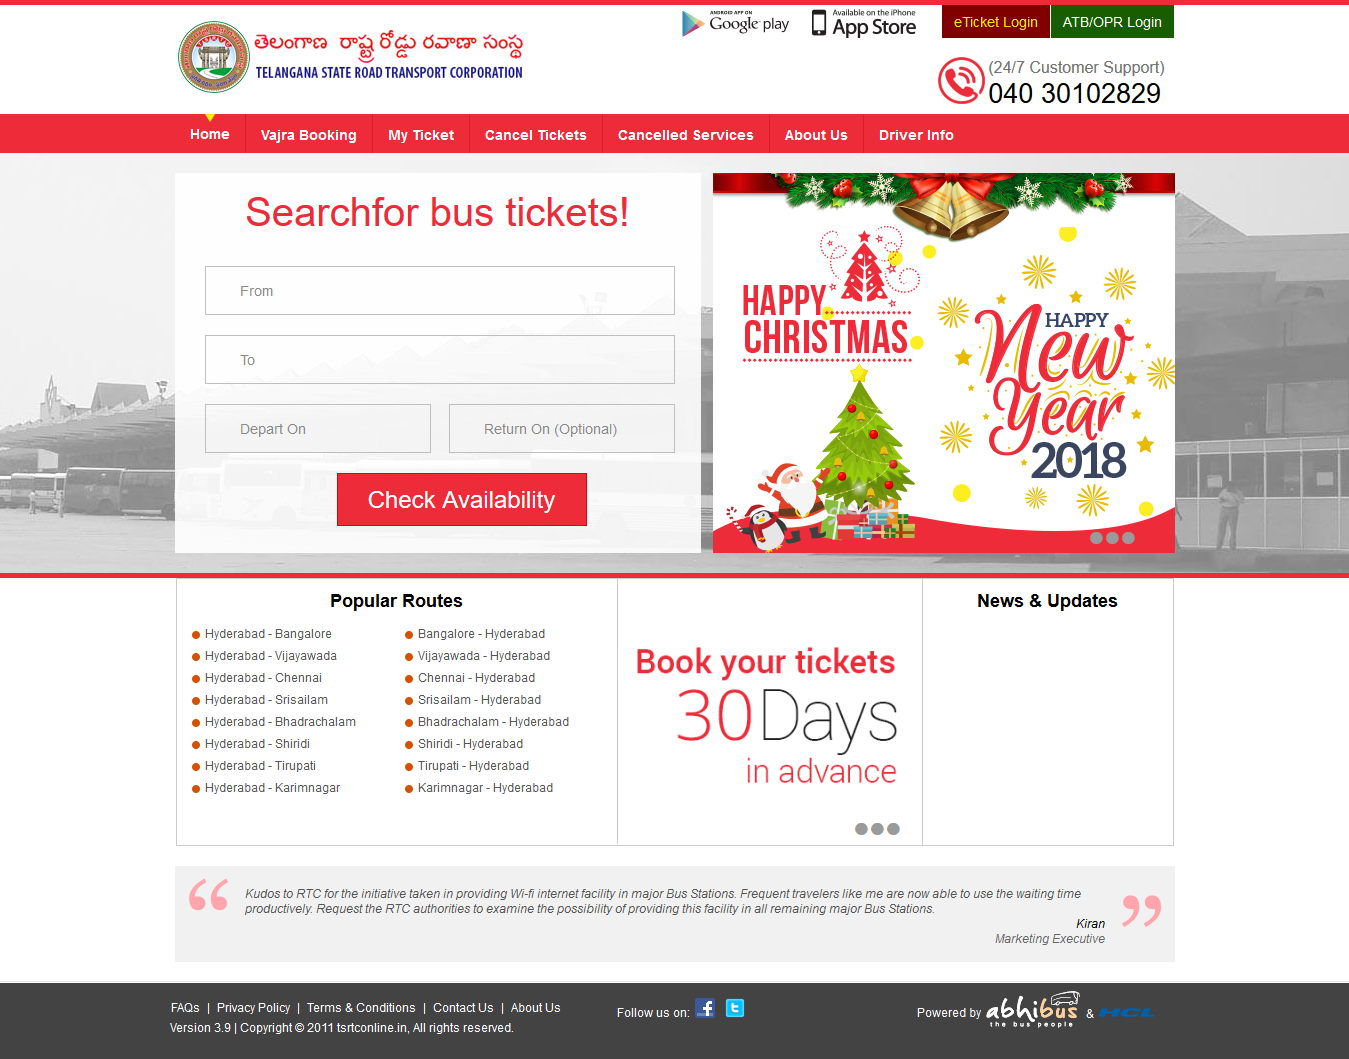 తెలంగాణ రాష్ట్ర రోడ్డు రవాణా సంస్థ
TELANGANA STATE ROAD TRANSPORT CORPORATION
ANDROID APP ON
Google play
Available on the iPhone
App Store
eTicket Login
ATB/OPR Login
(24/7 Customer Support)
040 30102829
Home
Vajra Booking
My Ticket
Cancel Tickets
Cancelled Services
About Us
Driver Info
Searchfor bus tickets!
From
To
Depart On
Return On (Optional)
Check Availability
HAPPY
CHRISTMAS
HAPPY
New
Year
2018
Popular Routes
Hyderabad - Bangalore
Bangalore - Hyderabad
Hyderabad - Vijayawada
Vijayawada - Hyderabad
Hyderabad - Chennai
Chennai - Hyderabad
Hyderabad - Srisailam
Srisailam - Hyderabad
Hyderabad - Bhadrachalam
Bhadrachalam - Hyderabad
Hyderabad - Shiridi
Shiridi - Hyderabad
Hyderabad - Tirupati
Tirupati - Hyderabad
Hyderabad - Karimnagar
Karimnagar - Hyderabad
Book your tickets
30 Days
in advance
News & Updates
Kudos to RTC for the initiative taken in providing Wi-fi internet facility in major Bus Stations. Frequent travelers like me are now able to use the waiting time
productively. Request the RTC authorities to examine the possibility of providing this facility in all remaining major Bus Stations.
Kiran
Marketing Executive
FAQs | Privacy Policy | Terms & Conditions | Contact Us | About Us
Version 3.9 | Copyright © 2011 tsrtconline.in, All rights reserved.
Follow us on:
Powered by abhibus & HCL
the bus people